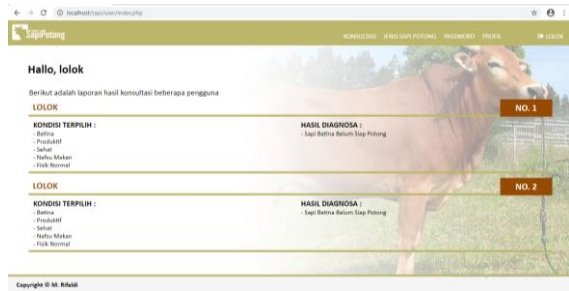 localhost/sapi/user/index.php
SapiPotong
KONSULTASI JENIS SAPI POTONG PASSWORD PROFIL LOLOK
Hallo, lolok
Berikut adalah laporan hasil konsultasi beberapa pengguna
LOLOK NO. 1
KONDISI TERPILIH : HASIL DIAGNOSA :
- Betina - Sapi Betina Belum Siap Potong
- Produktif
- Sehat
- Nafsu Makan
- Fisik Normal
LOLOK NO. 2
KONDISI TERPILIH : HASIL DIAGNOSA :
- Betina - Sapi Betina Belum Siap Potong
- Produktif
- Sehat
- Nafsu Makan
- Fisik Normal
Copyright © M. Rifaldi